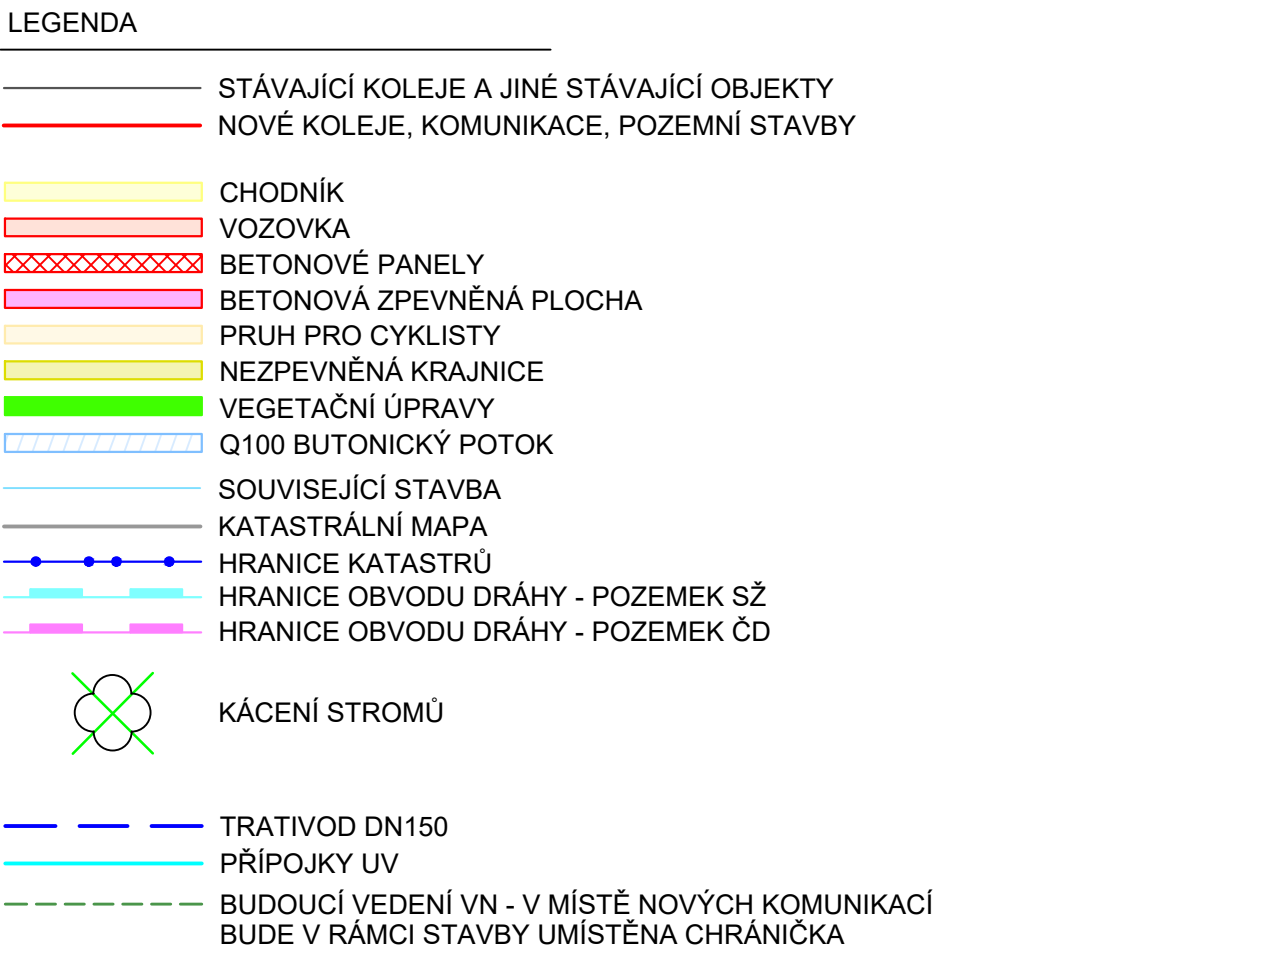 LEGENDA
STÁVAJÍCÍ KOLEJE A JINÉ STÁVAJÍCÍ OBJEKTY
NOVÉ KOLEJE, KOMUNIKACE, POZEMNÍ STAVBY
CHODNÍK
VOZOVKA
BETONOVÉ PANELY
BETONOVÁ ZPEVNĚNÁ PLOCHA
PRUH PRO CYKLISTY
NEZPEVNĚNÁ KRAJNICE
VEGETAČNÍ ÚPRAVY
Q100 BUTONICKÝ POTOK
SOUVISEJÍCÍ STAVBA
KATASTRÁLNÍ MAPA
HRANICE KATASTRŮ
HRANICE OBVODU DRÁHY - POZEMEK SŽ
HRANICE OBVODU DRÁHY - POZEMEK ČD
KÁCENÍ STROMŮ
TRATIVOD DN150
PŘÍPOJKY UV
BUDOUCÍ VEDENÍ VN - V MÍSTĚ NOVÝCH KOMUNIKACÍ
BUDE V RÁMCI STAVBY UMÍSTĚNA CHRÁNIČKA